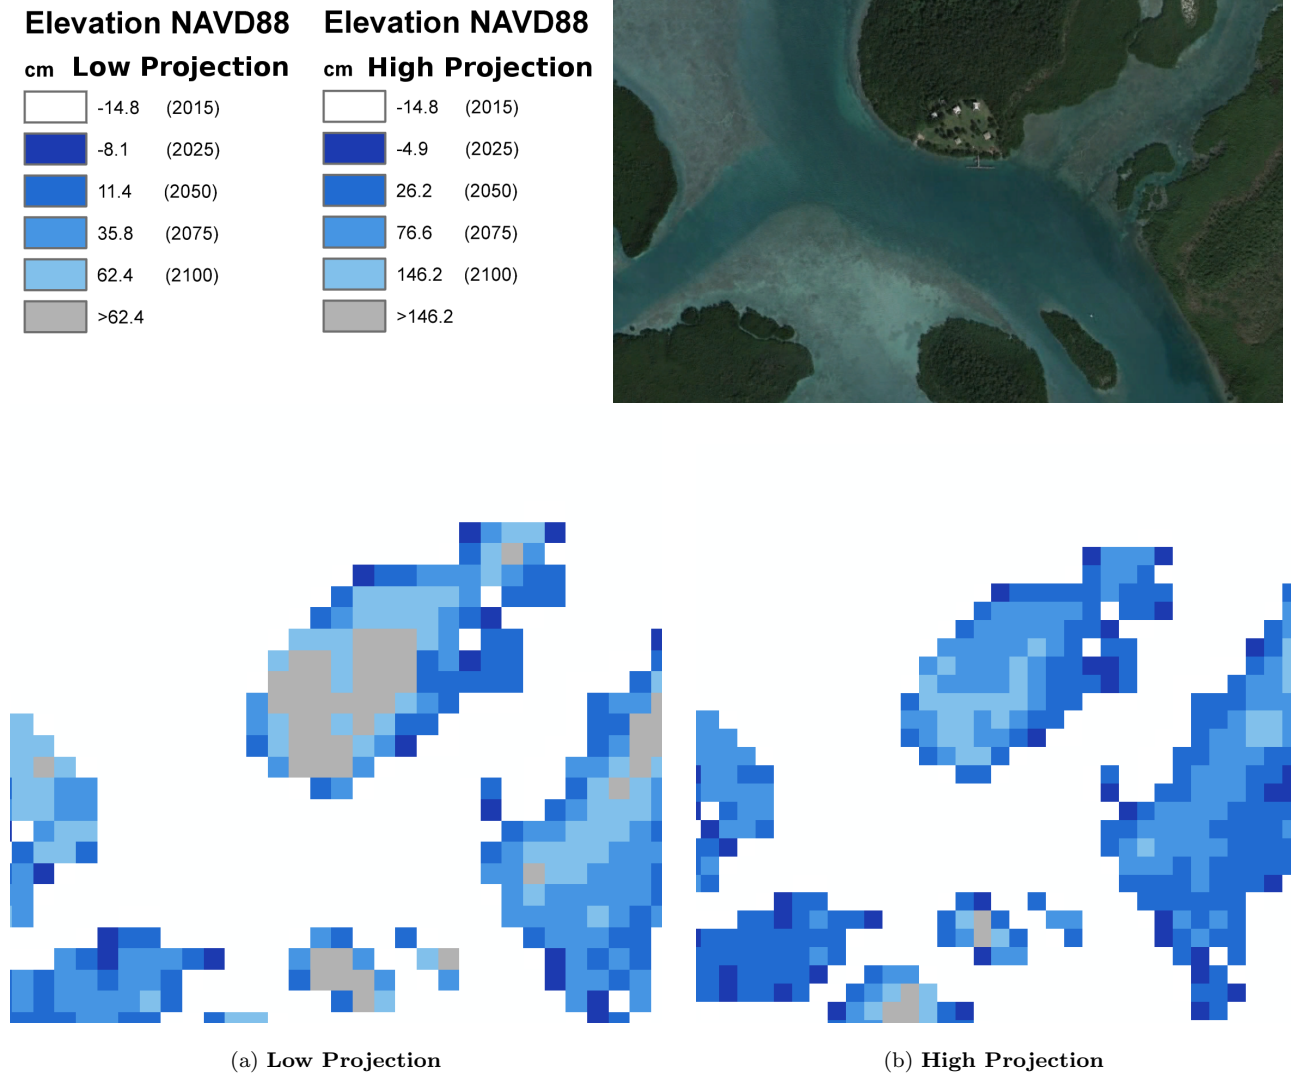 Elevation NAVD88
cm Low Projection
-14.8 (2015)
-8.1 (2025)
11.4 (2050)
35.8 (2075)
62.4 (2100)
>62.4
Elevation NAVD88
cm High Projection
-14.8 (2015)
-4.9 (2025)
26.2 (2050)
76.6 (2075)
146.2 (2100)
>146.2
(a) Low Projection
(b) High Projection